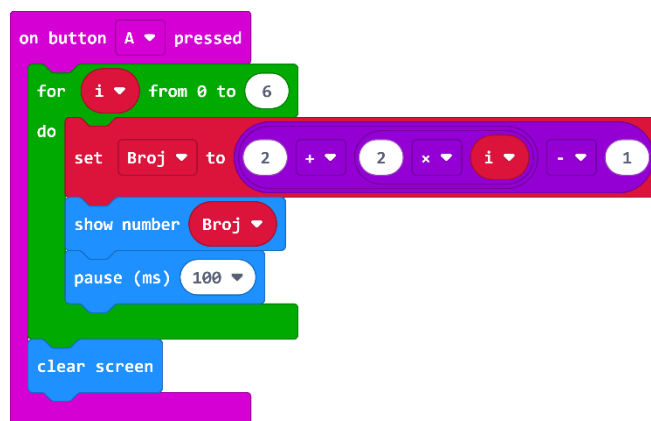 on button A pressed
for i from 0 to 6
do
set Broj to 2 + 2 × i - 1
show number Broj
pause (ms) 100
clear screen